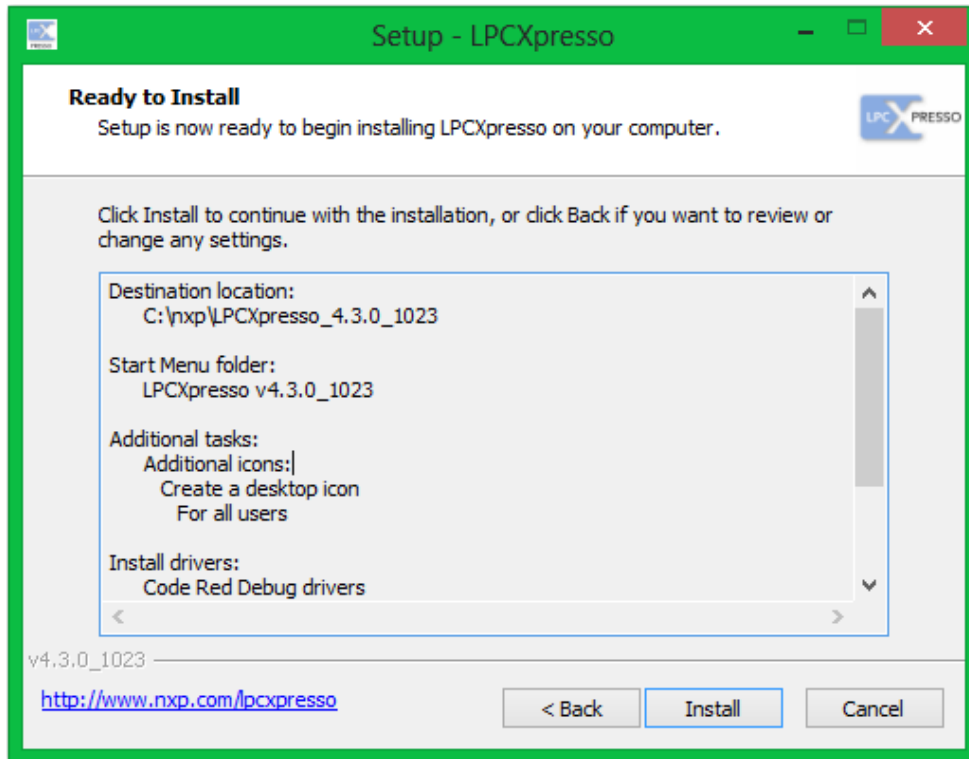 Setup - LPCXpresso
Ready to Install
Setup is now ready to begin installing LPCXpresso on your computer.
LPC PRESSO
Click Install to continue with the installation, or click Back if you want to review or
change any settings.
Destination location:
C:\nxp\LPCXpresso_4.3.0_1023
Start Menu folder:
LPCXpresso v4.3.0_1023
Additional tasks:
Additional icons:
Create a desktop icon
For all users
Install drivers:
Code Red Debug drivers
v4.3.0_1023
http://www.nxp.com/lpcxpresso
< Back
Install
Cancel